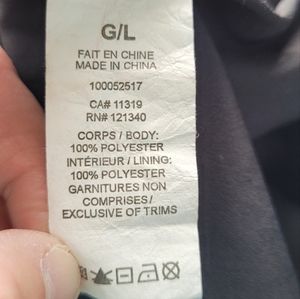 G/L
FAIT EN CHINE
MADE IN CHINA
100052517
CA# 11319
RN# 121340
CORPS / BODY:
100% POLYESTER
INTÉRIEUR / LINING:
100% POLYESTER
GARNITURES NON
COMPRISES /
EXCLUSIVE OF TRIMS